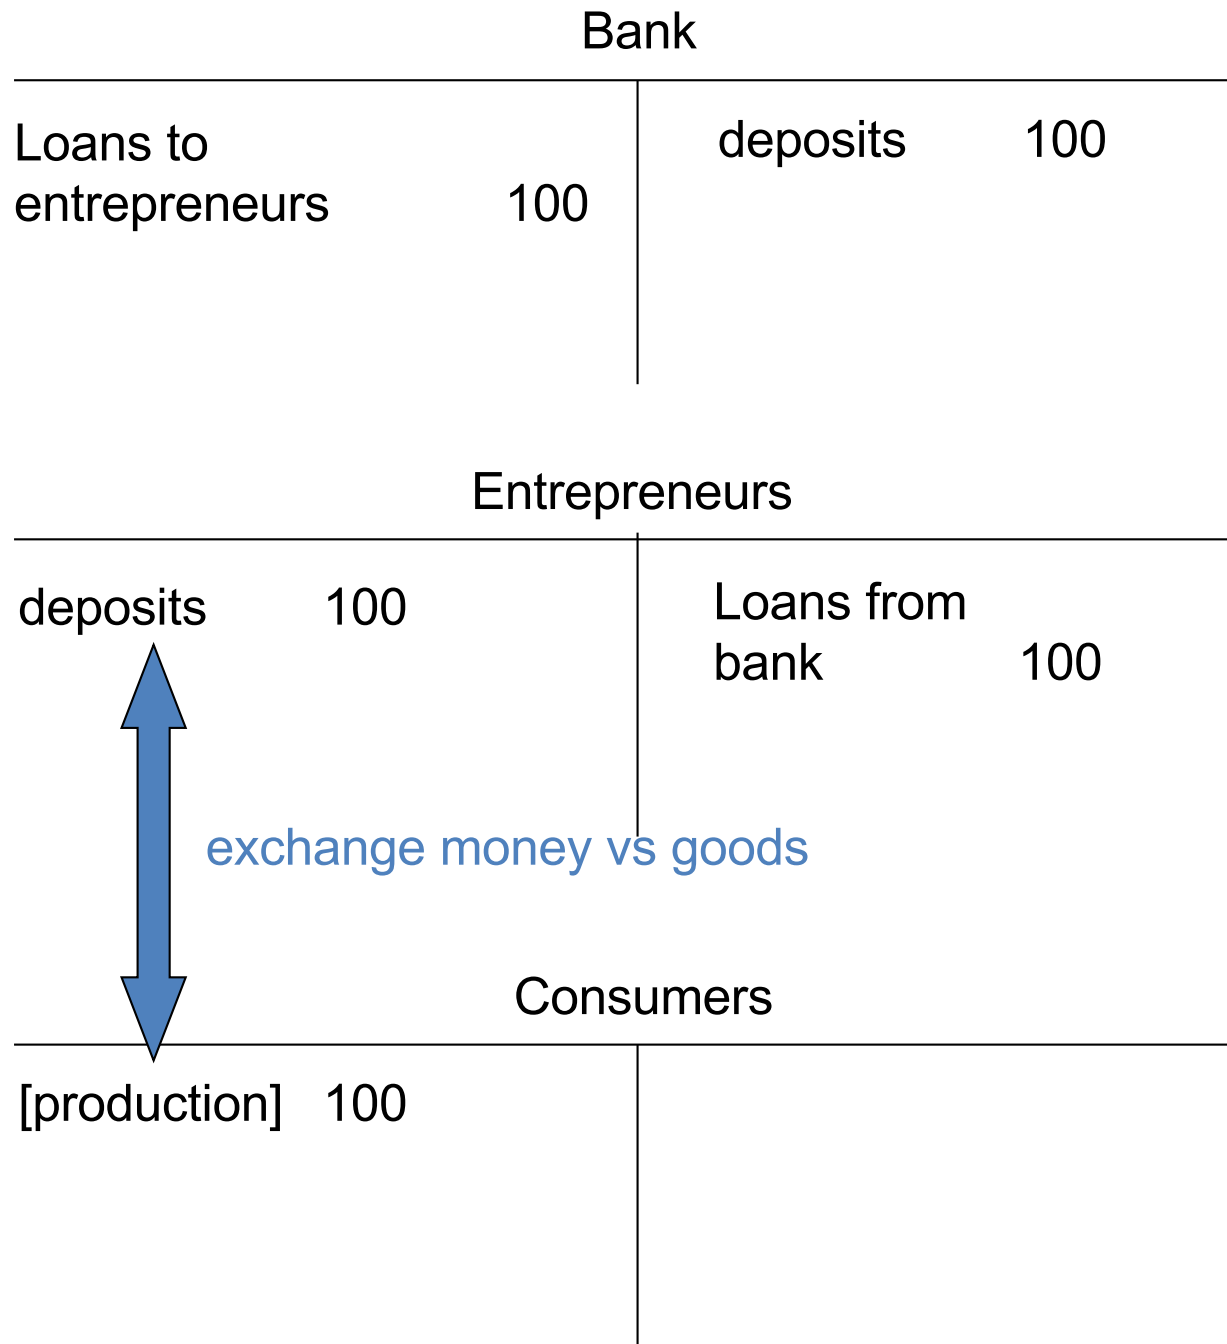 Bank
Loans to
entrepreneurs 100
deposits 100
Entrepreneurs
deposits 100
Loans from
bank 100
exchange money vs goods
Consumers
[production] 100